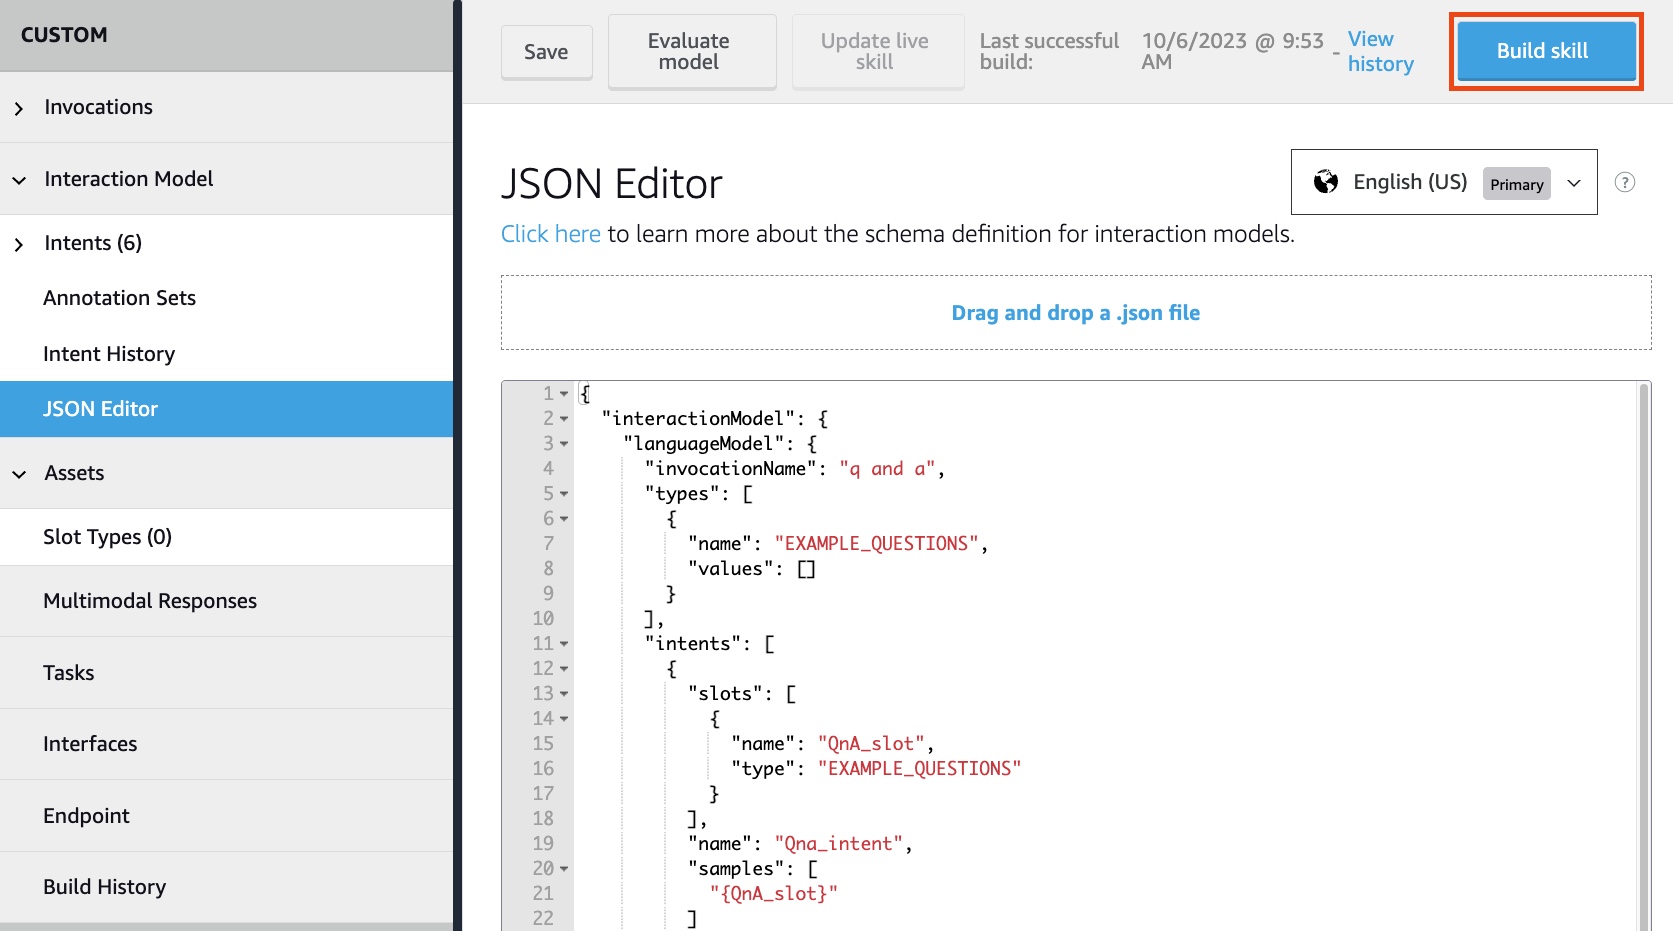 CUSTOM
Invocations
Interaction Model
Intents (6)
Annotation Sets
Intent History
JSON Editor
Assets
Slot Types (0)
Multimodal Responses
Tasks
Interfaces
Endpoint
Build History
Save
Evaluate
model
Update live
skill
Last successful
build:
10/6/2023 @ 9:53
AM
-
View
history
Build skill
JSON Editor
English (US) Primary
?
Click here to learn more about the schema definition for interaction models.
Drag and drop a .json file
1 {
2 "interactionModel": {
3 "languageModel": {
4 "invocationName": "q and a",
5 "types": [
6 {
7 "name": "EXAMPLE_QUESTIONS",
8 "values": []
9 }
10 ],
11 "intents": [
12 {
13 "slots": [
14 {
15 "name": "QnA_slot",
16 "type": "EXAMPLE_QUESTIONS"
17 }
18 ],
19 "name": "Qna_intent",
20 "samples": [
21 "{QnA_slot}"
22 ]